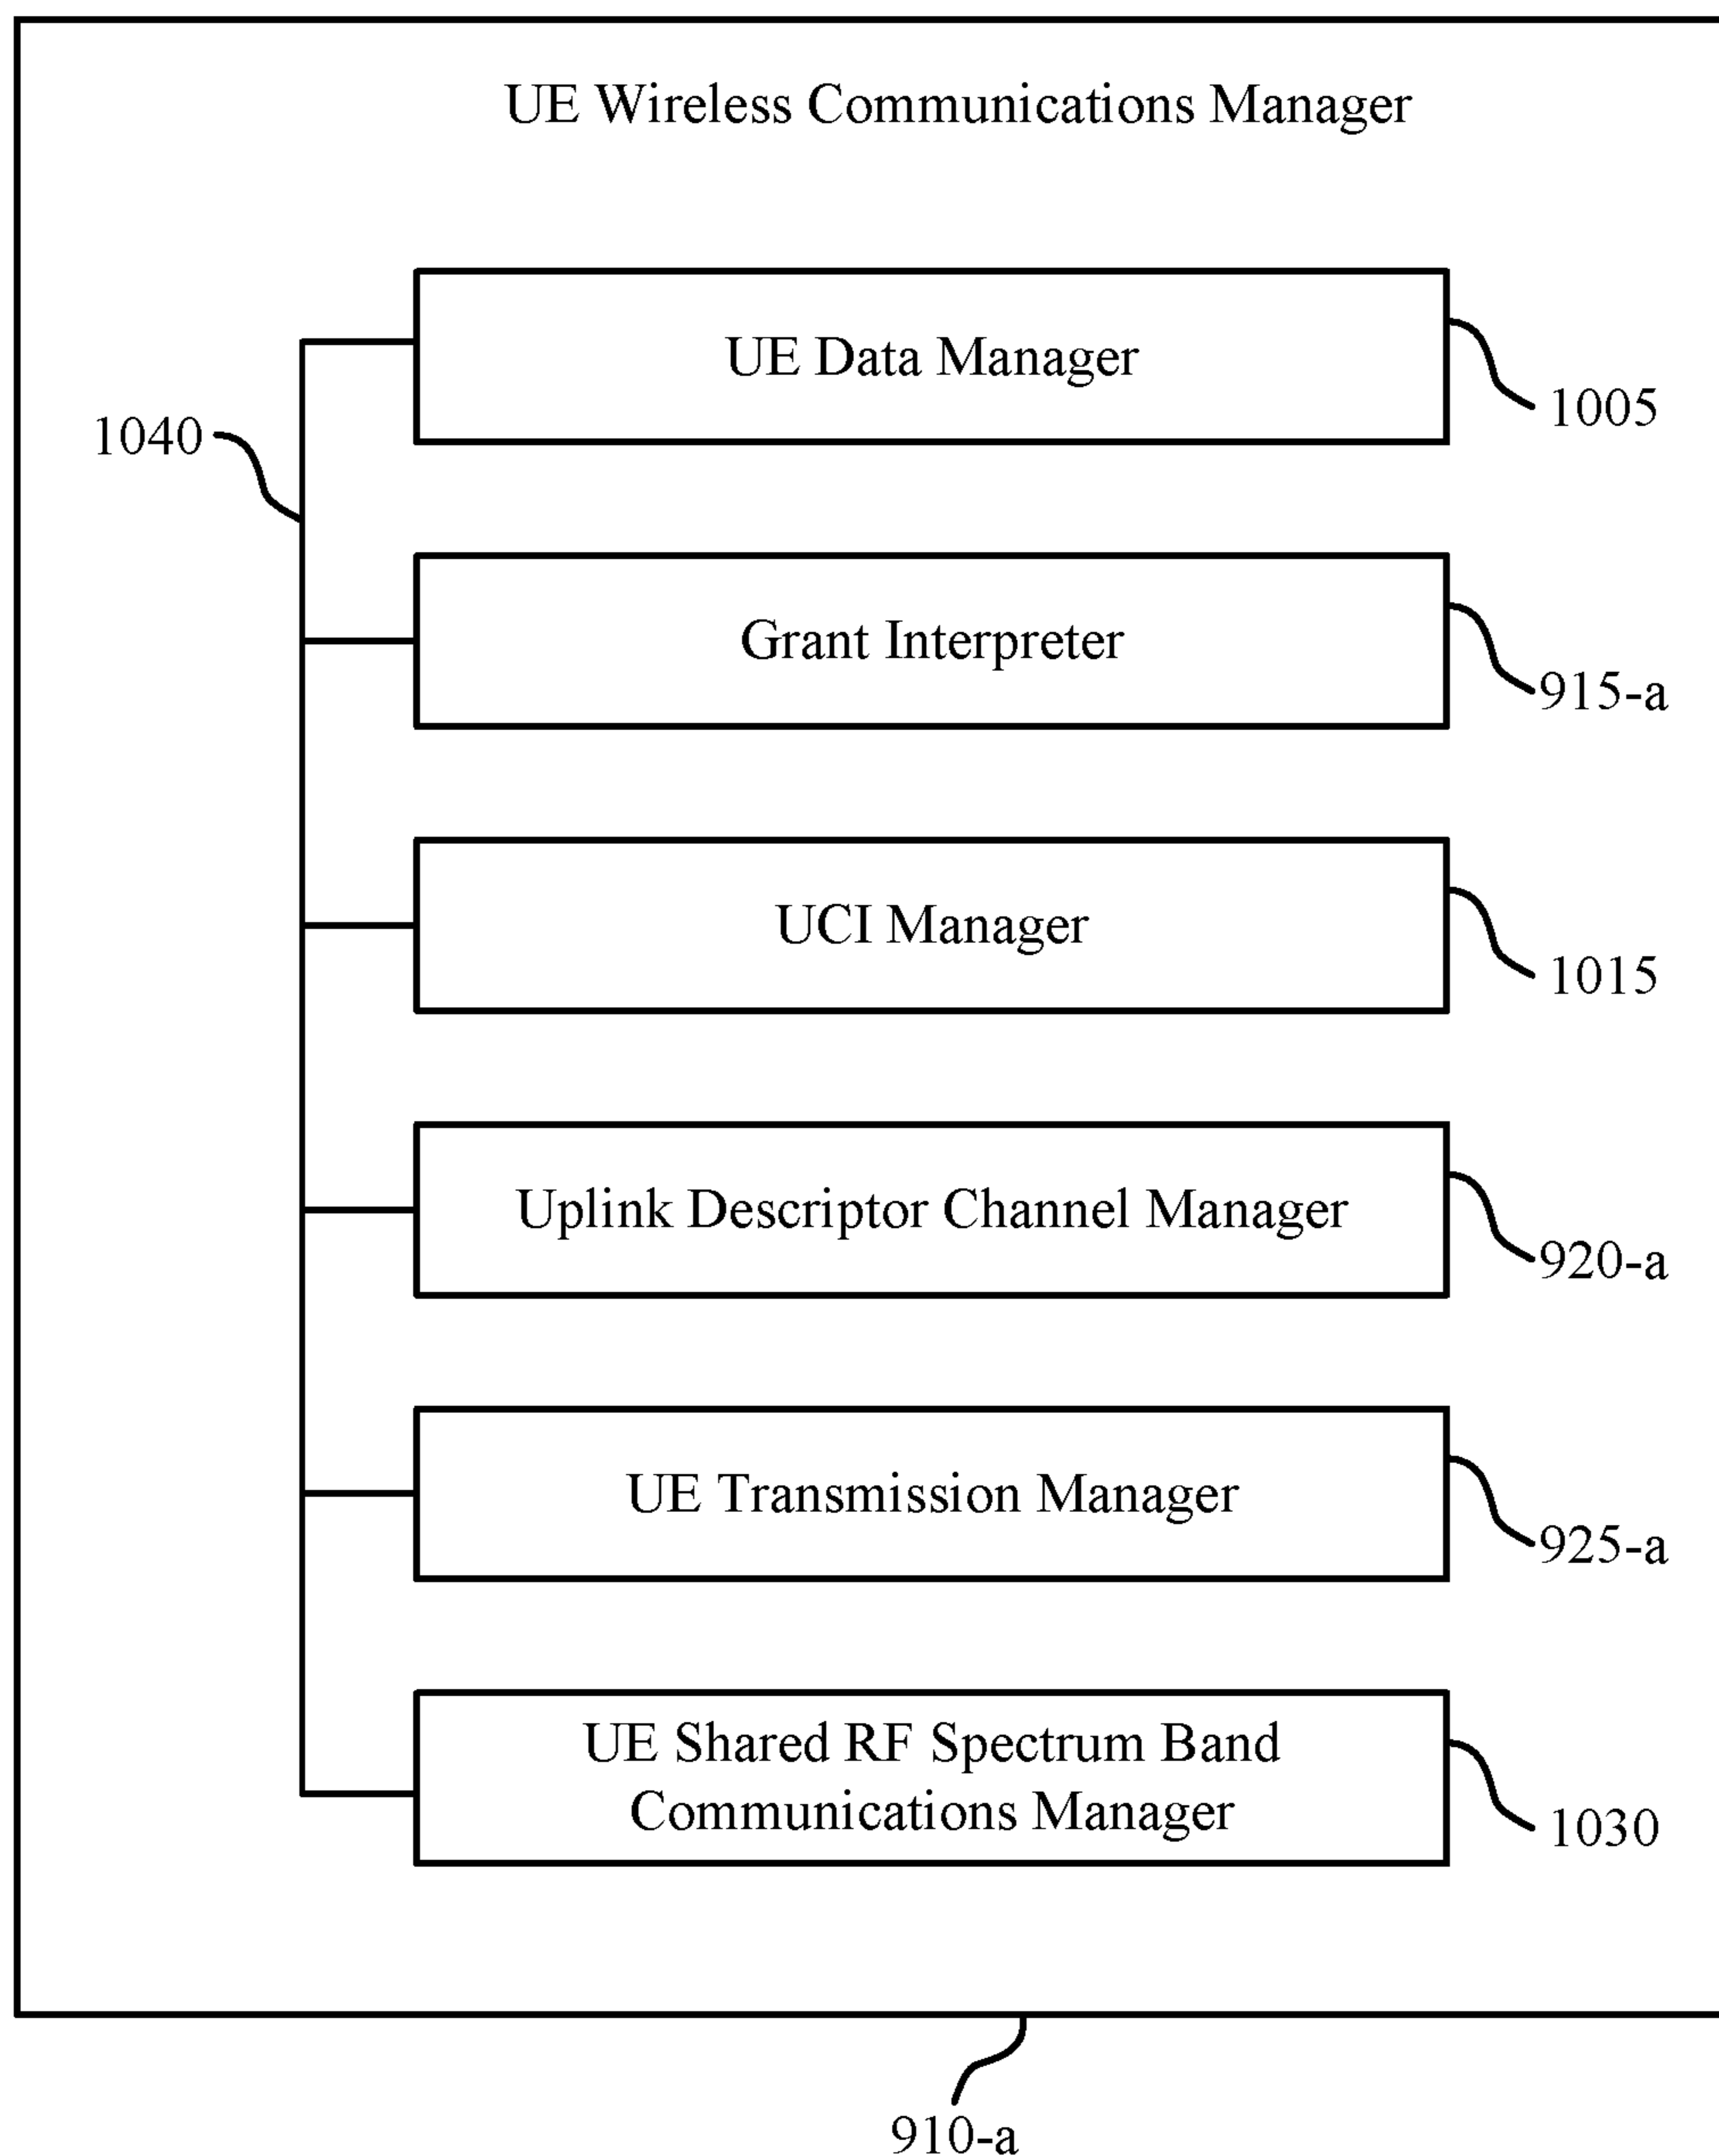 UE Wireless Communications Manager
UE Data Manager
1005
1040
Grant Interpreter
915-a
UCI Manager
1015
Uplink Descriptor Channel Manager
920-a
UE Transmission Manager
925-a
UE Shared RF Spectrum Band
Communications Manager
1030
910-a